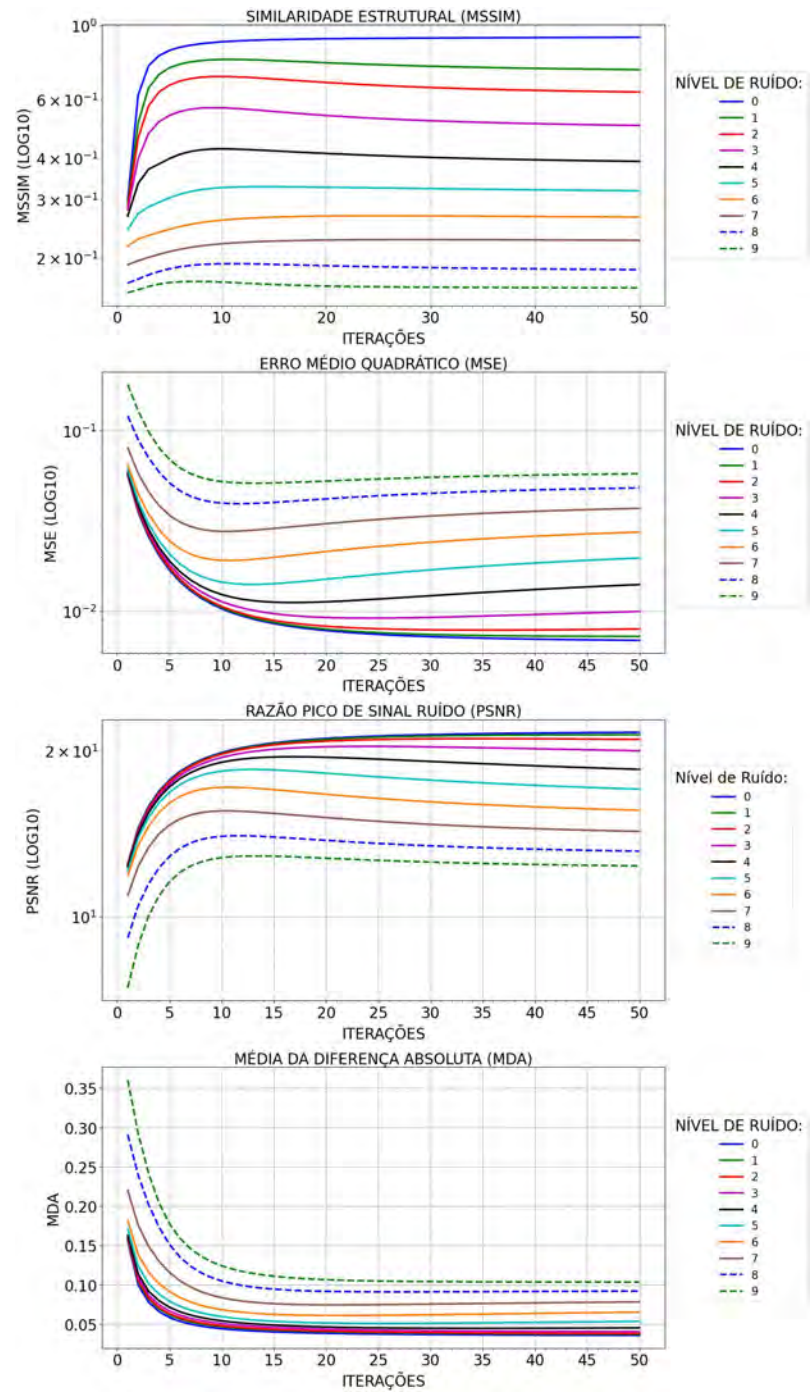 SIMILARIDADE ESTRUTURAL (MSSIM)
10⁰
6 × 10⁻¹
4 × 10⁻¹
3 × 10⁻¹
2 × 10⁻¹
MSSIM (LOG10)
0 5 10 15 20 25 30 35 40 45 50
ITERAÇÕES
NÍVEL DE RUÍDO:
0
1
2
3
4
5
6
7
8
9
ERRO MÉDIO QUADRÁTICO (MSE)
10⁻¹
10⁻²
MSE (LOG10)
0 5 10 15 20 25 30 35 40 45 50
ITERAÇÕES
NÍVEL DE RUÍDO:
0
1
2
3
4
5
6
7
8
9
RAZÃO PICO DE SINAL RUÍDO (PSNR)
2 × 10¹
10¹
PSNR (LOG10)
0 5 10 15 20 25 30 35 40 45 50
ITERAÇÕES
Nível de Ruído:
0
1
2
3
4
5
6
7
8
9
MÉDIA DA DIFERENÇA ABSOLUTA (MDA)
0.35
0.30
0.25
0.20
0.15
0.10
0.05
MDA
0 5 10 15 20 25 30 35 40 45 50
ITERAÇÕES
NÍVEL DE RUÍDO:
0
1
2
3
4
5
6
7
8
9